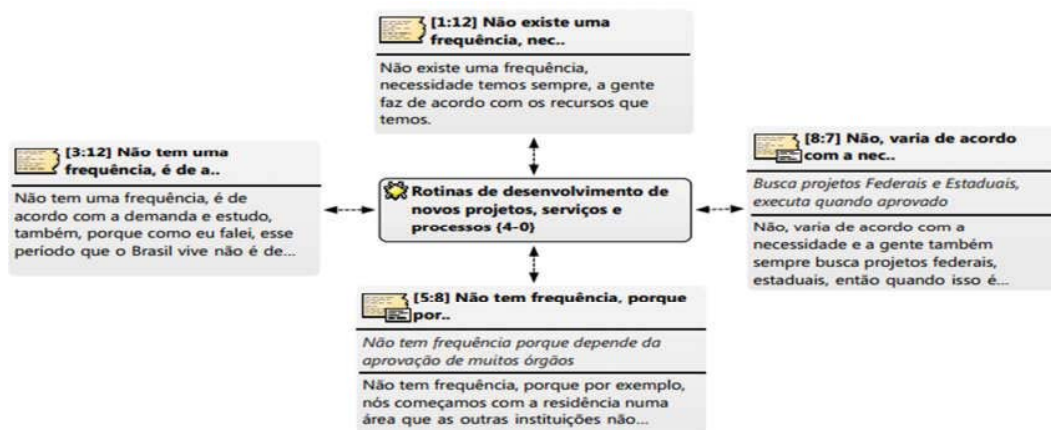 [1:12] Não existe uma
frequência, nec..
Não existe uma frequência,
necessidade temos sempre, a gente
faz de acordo com os recursos que
temos.
[3:12] Não tem uma
frequência, é de a..
Não tem uma frequência, é de
acordo com a demanda e estudo,
também, porque como eu falei, esse
período que o Brasil vive não é de...
Rotinas de desenvolvimento de
novos projetos, serviços e
processos {4-0}
[8:7] Não, varia de acordo
com a nec..
Busca projetos Federais e Estaduais,
executa quando aprovado
Não, varia de acordo com a
necessidade e a gente também
sempre busca projetos federais,
estaduais, então quando isso é...
[5:8] Não tem frequência, porque
por..
Não tem frequência porque depende da
aprovação de muitos órgãos
Não tem frequência, porque por exemplo,
nós começamos com a residência numa
área que as outras instituições não...